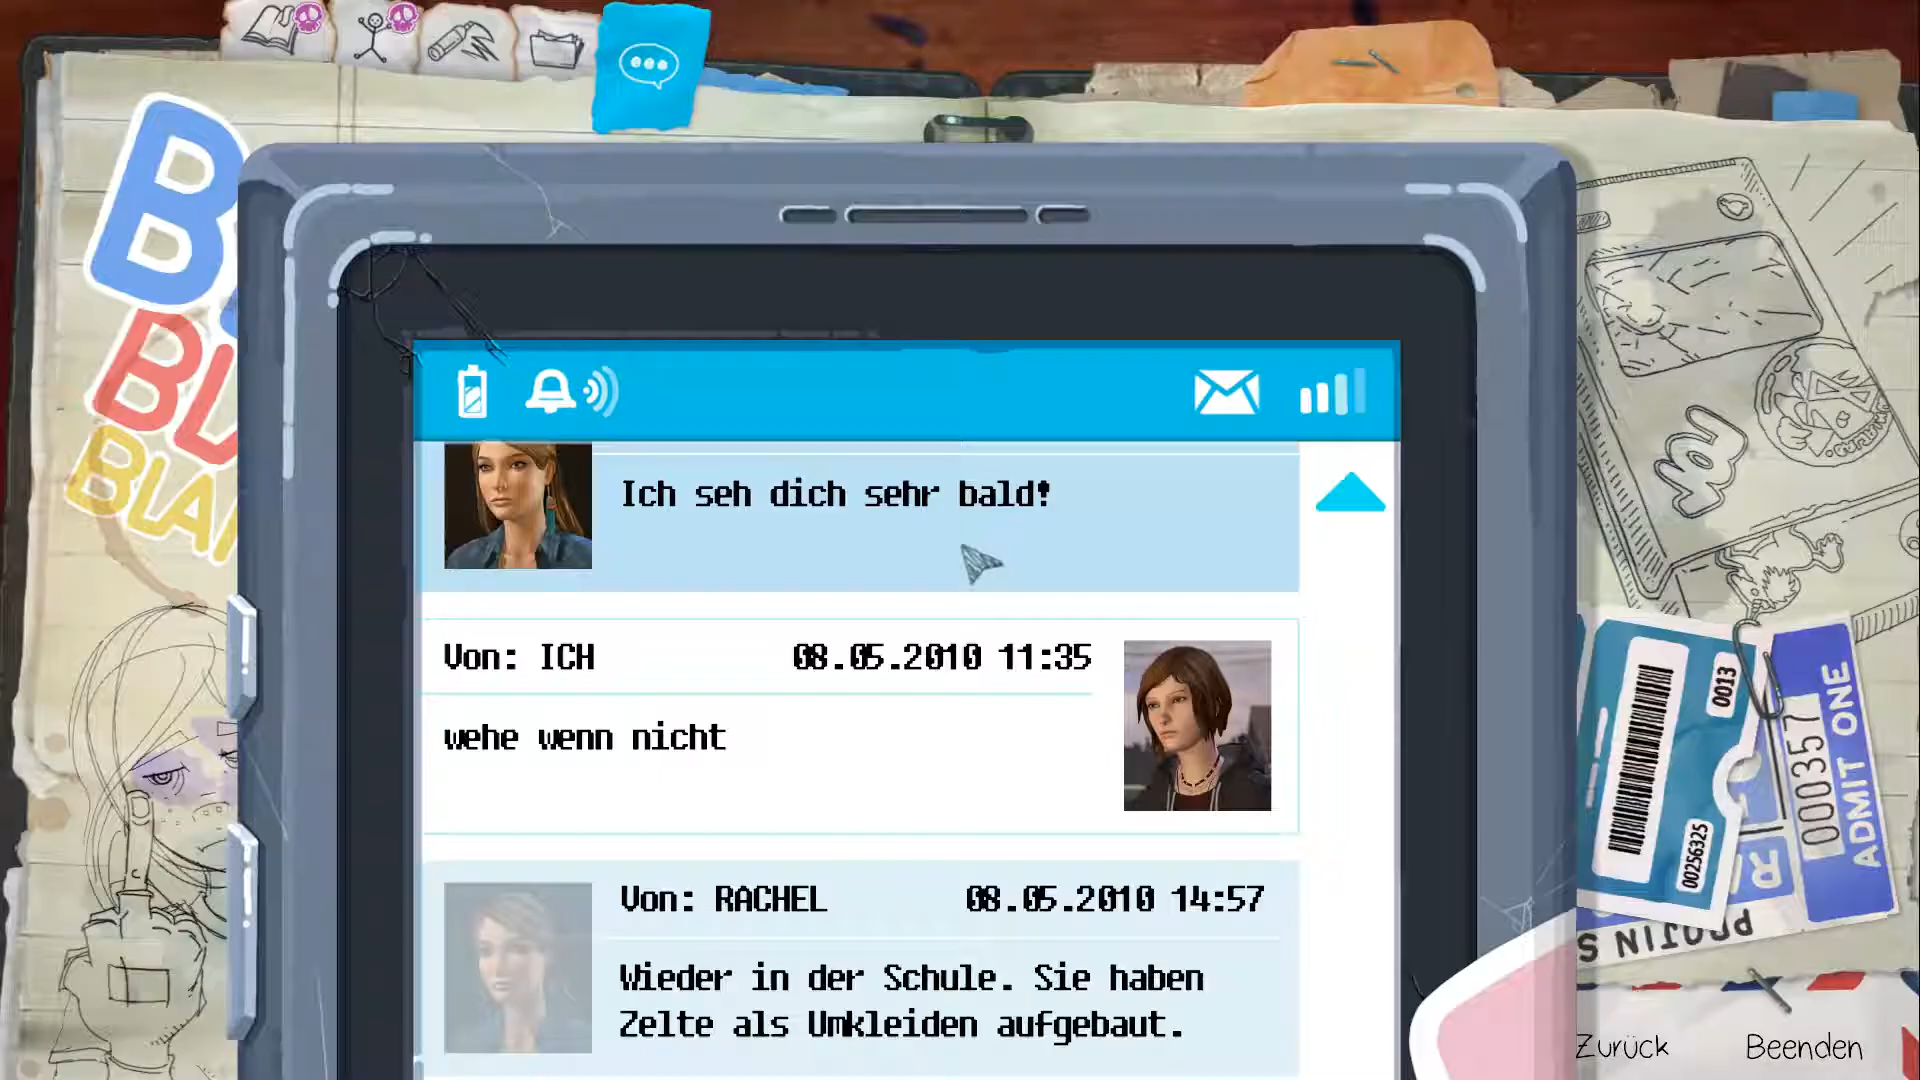 Ich seh dich sehr bald!
Von: ICH 08.05.2010 11:35
wehe wenn nicht
Von: RACHEL 08.05.2010 14:57
Wieder in der Schule. Sie haben
Zelte als Umkleiden aufgebaut.
0013
00256325
000357
ADMIT ONE
Zurück
Beenden